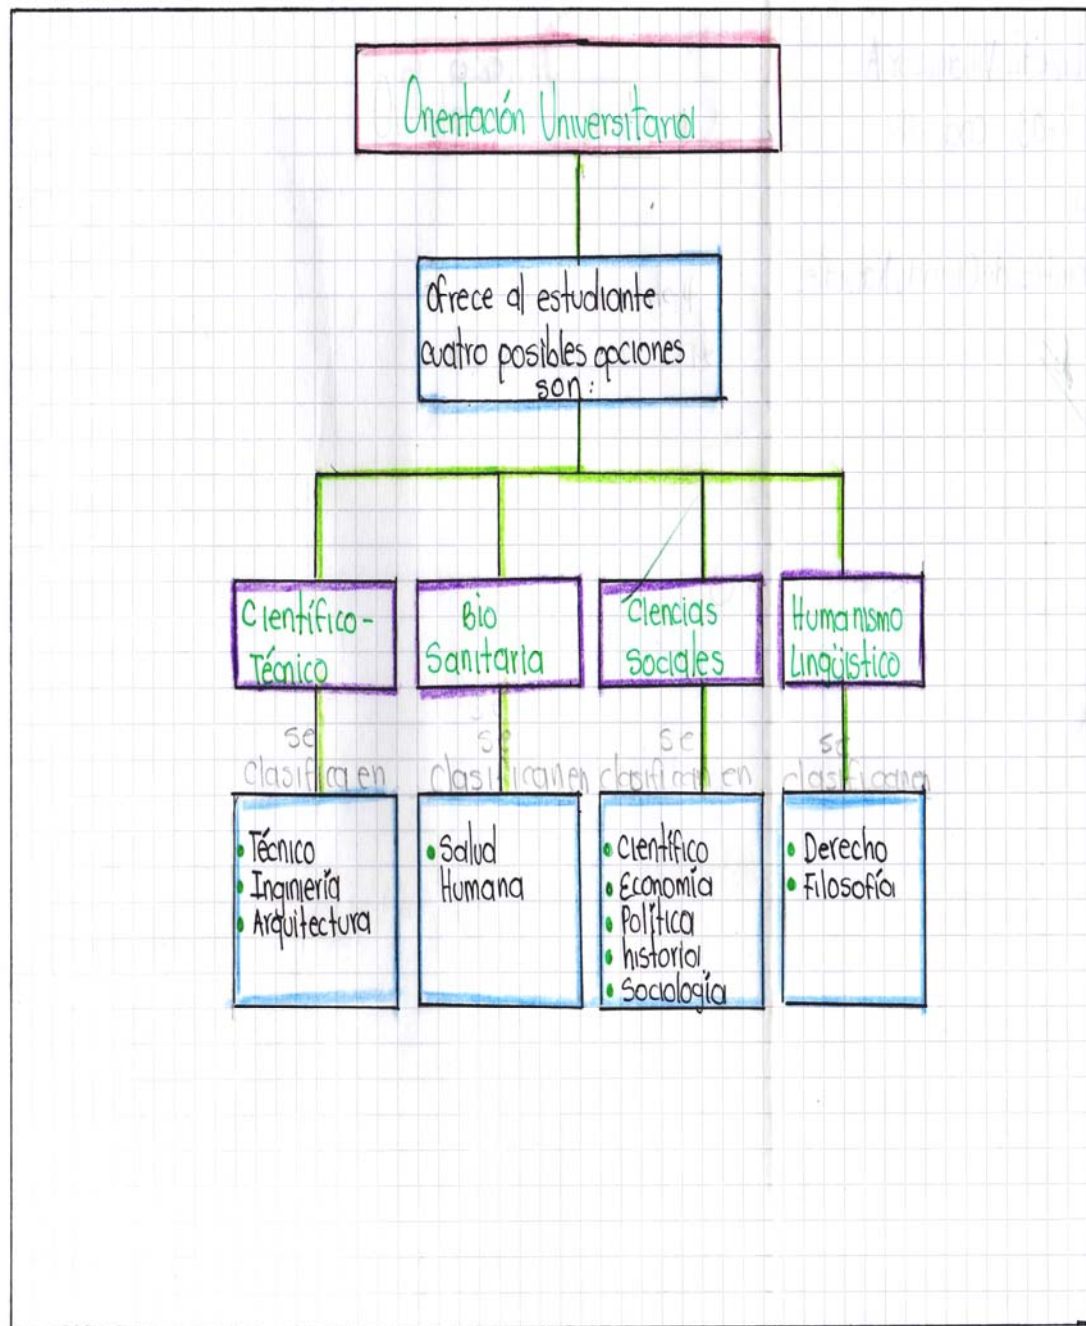 Orientación Universitaria
Ofrece al estudiante
cuatro posibles opciones
son:
Científico-
Técnico
Bio
Sanitaria
Ciencias
Sociales
Humanismo
Lingüístico
se
clasifica en
se
clasifican en
se
clasifican en
se
clasifican en
• Técnico
• Inginiería
• Arquitectura
• Salud
Humana
• Científico
• Economía
• Política
• historia
• Sociología
• Derecho
• Filosofía